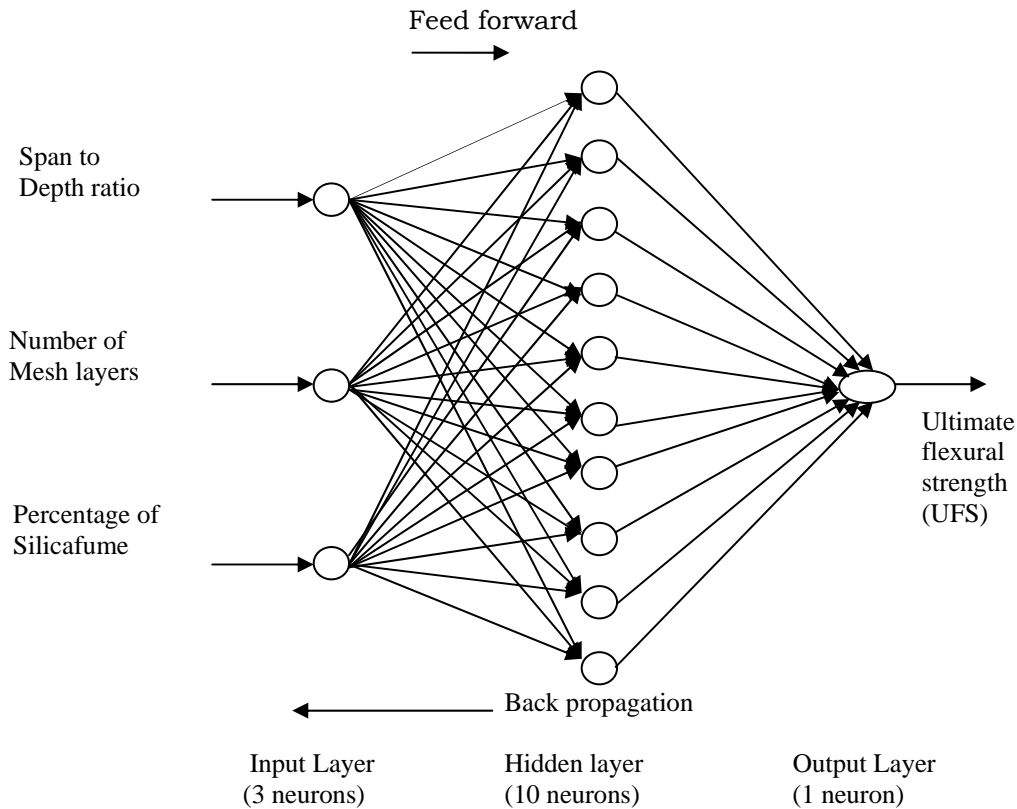 Feed forward
Span to
Depth ratio
Number of
Mesh layers
Percentage of
Silicafume
Ultimate
flexural
strength
(UFS)
Back propagation
Input Layer
(3 neurons)
Hidden layer
(10 neurons)
Output Layer
(1 neuron)